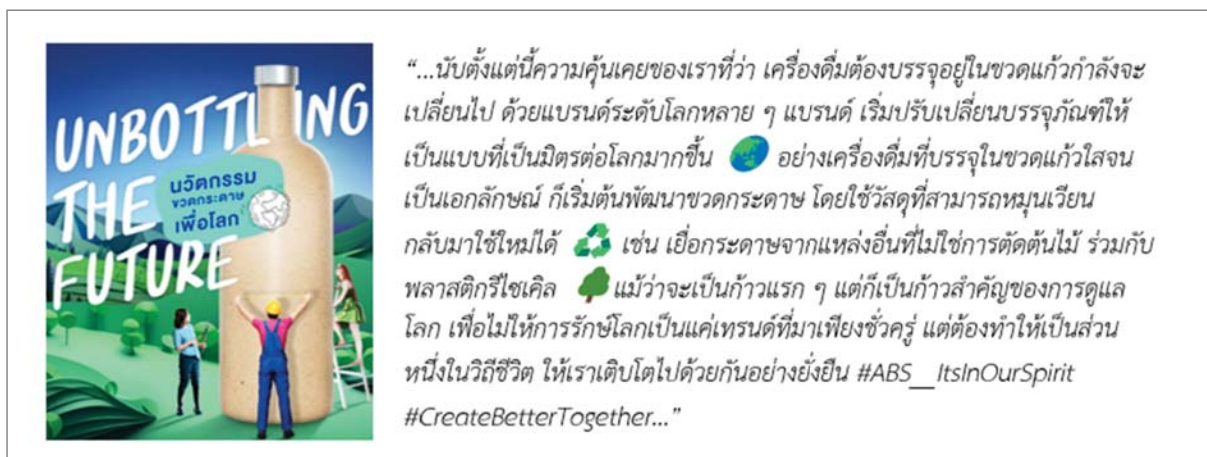 UNBOTTLING
THE
FUTURE
นวัตกรรม
ขวดกระดาษ
เพื่อโลก
“...นับตั้งแต่นี้ความคุ้นเคยของเราที่ว่า เครื่องดื่มต้องบรรจุอยู่ในขวดแก้วกำลังจะ
เปลี่ยนไป ด้วยแบรนด์ระดับโลกหลาย ๆ แบรนด์ เริ่มปรับเปลี่ยนบรรจุภัณฑ์ให้
เป็นแบบที่เป็นมิตรต่อโลกมากขึ้น 🌏 อย่างเครื่องดื่มที่บรรจุในขวดแก้วใสจน
เป็นเอกลักษณ์ ก็เริ่มต้นพัฒนาขวดกระดาษ โดยใช้วัสดุที่สามารถหมุนเวียน
กลับมาใช้ใหม่ได้ ♻️ เช่น เยื่อกระดาษจากแหล่งอื่นที่ไม่ใช่การตัดต้นไม้ ร่วมกับ
พลาสติกรีไซเคิล 🌳 แม้ว่าจะเป็นก้าวแรก ๆ แต่ก็เป็นก้าวสำคัญของการดูแล
โลก เพื่อไม่ให้การรักษ์โลกเป็นแค่เทรนด์ที่มาเพียงชั่วครู่ แต่ต้องทำให้เป็นส่วน
หนึ่งในวิถีชีวิต ให้เราเติบโตไปด้วยกันอย่างยั่งยืน #ABS__ItsInOurSpirit
#CreateBetterTogether...”